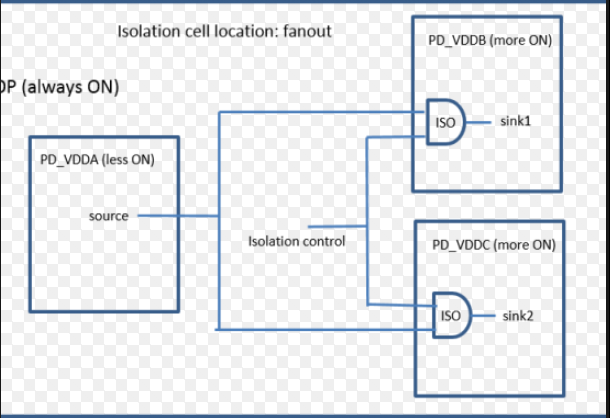 Isolation cell location: fanout
PD_VDDB (more ON)
OP (always ON)
ISO
sink1
PD_VDDA (less ON)
source
Isolation control
PD_VDDC (more ON)
ISO
sink2